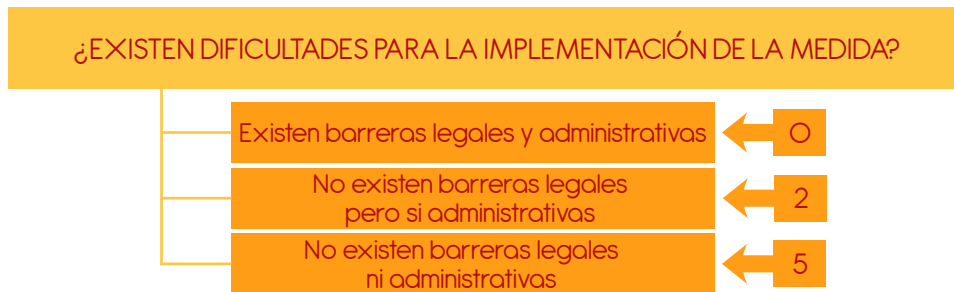 ¿EXISTEN DIFICULTADES PARA LA IMPLEMENTACIÓN DE LA MEDIDA?
Existen barreras legales y administrativas
0
No existen barreras legales
pero si administrativas
2
No existen barreras legales
ni administrativas
5